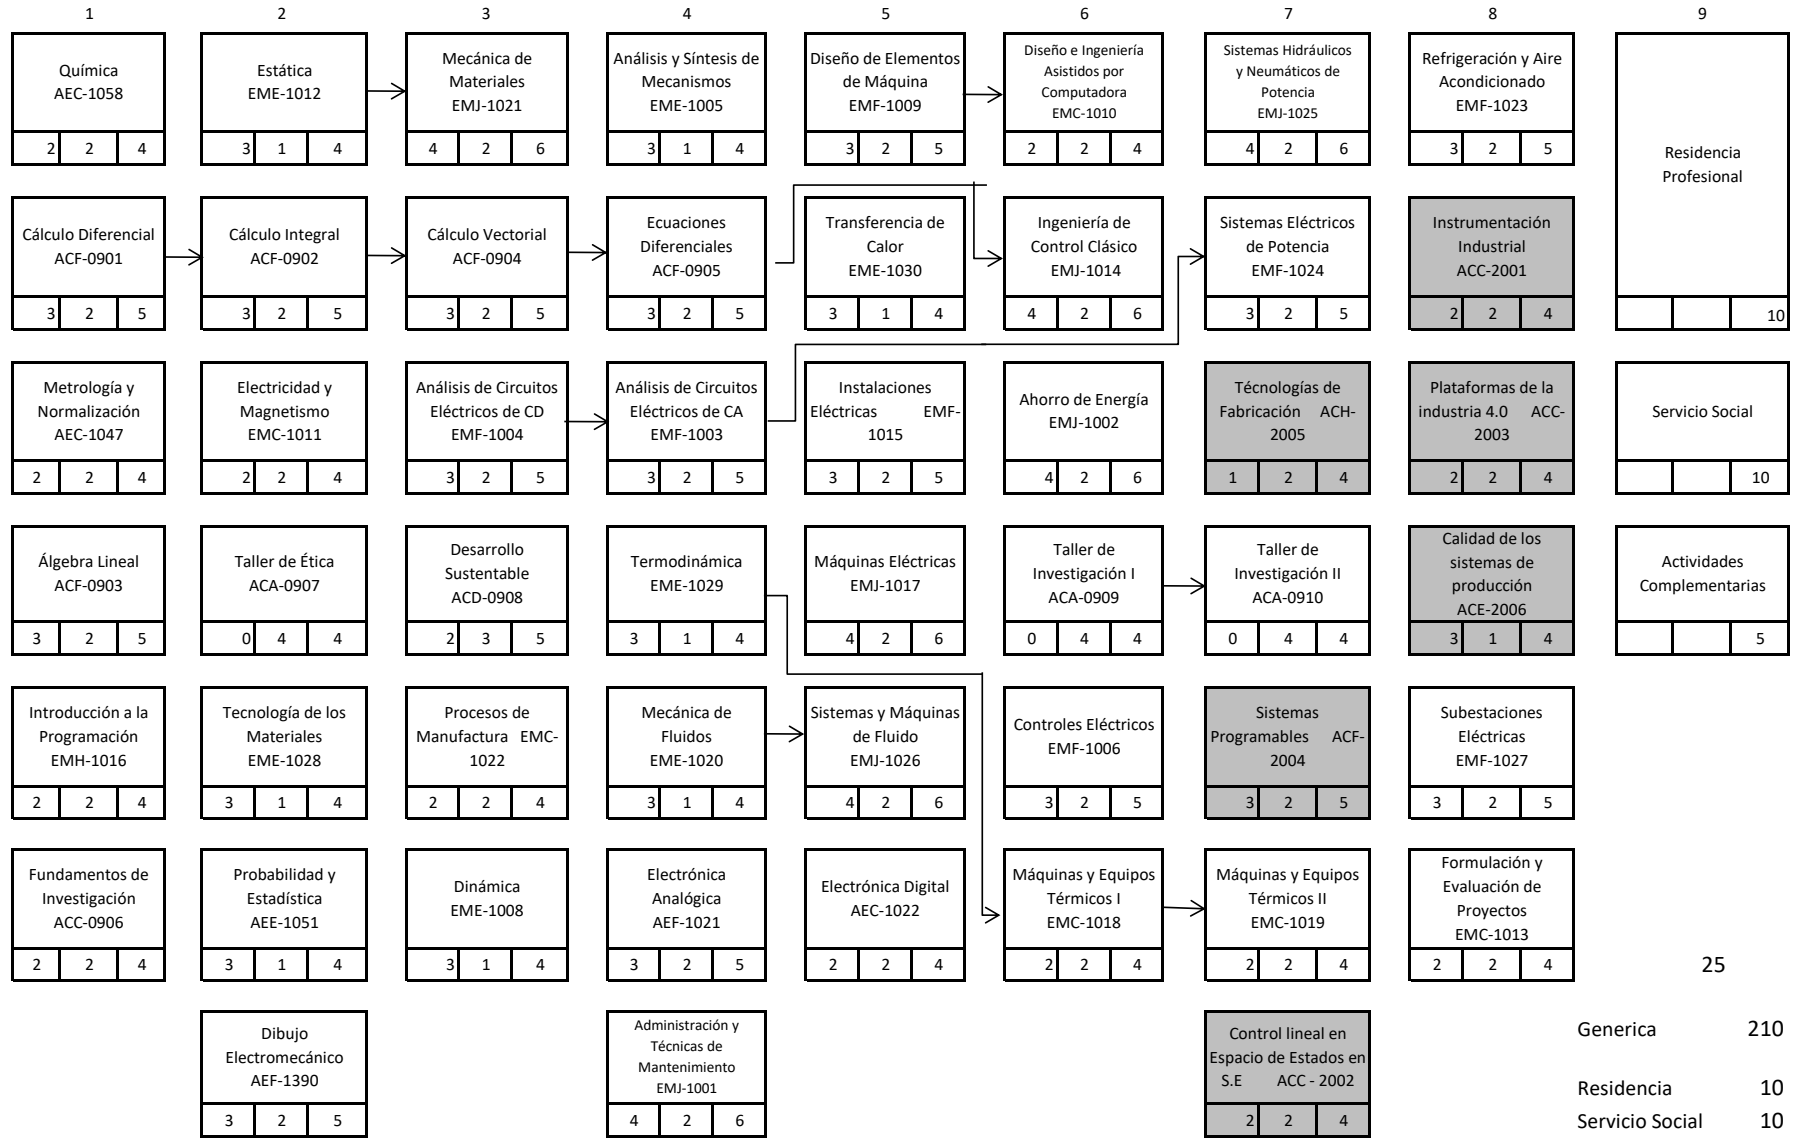 1 2 3 4 5 6 7 8 9
Química
AEC-1058
2 2 4
Estática
EME-1012
3 1 4
Mecánica de
Materiales
EMJ-1021
4 2 6
Análisis y Síntesis de
Mecanismos
EME-1005
3 1 4
Diseño de Elementos
de Máquina
EMF-1009
3 2 5
Diseño e Ingeniería
Asistidos por
Computadora
EMC-1010
2 2 4
Sistemas Hidráulicos
y Neumáticos de
Potencia
EMJ-1025
4 2 6
Refrigeración y Aire
Acondicionado
EMF-1023
3 2 5
Residencia
Profesional
10
Cálculo Diferencial
ACF-0901
3 2 5
Cálculo Integral
ACF-0902
3 2 5
Cálculo Vectorial
ACF-0904
3 2 5
Ecuaciones
Diferenciales
ACF-0905
3 2 5
Transferencia de
Calor
EME-1030
3 1 4
Ingeniería de
Control Clásico
EMJ-1014
4 2 6
Sistemas Eléctricos
de Potencia
EMF-1024
3 2 5
Instrumentación
Industrial
ACC-2001
2 2 4
Metrología y
Normalización
AEC-1047
2 2 4
Electricidad y
Magnetismo
EMC-1011
2 2 4
Análisis de Circuitos
Eléctricos de CD
EMF-1004
3 2 5
Análisis de Circuitos
Eléctricos de CA
EMF-1003
3 2 5
Instalaciones
Eléctricas EMF-
1015
3 2 5
Ahorro de Energía
EMJ-1002
4 2 6
Técnologías de
Fabricación ACH-
2005
1 2 4
Plataformas de la
industria 4.0 ACC-
2003
2 2 4
Servicio Social
10
Álgebra Lineal
ACF-0903
3 2 5
Taller de Ética
ACA-0907
0 4 4
Desarrollo
Sustentable
ACD-0908
2 3 5
Termodinámica
EME-1029
3 1 4
Máquinas Eléctricas
EMJ-1017
4 2 6
Taller de
Investigación I
ACA-0909
0 4 4
Taller de
Investigación II
ACA-0910
0 4 4
Calidad de los
sistemas de
producción
ACE-2006
3 1 4
Actividades
Complementarias
5
Introducción a la
Programación
EMH-1016
2 2 4
Tecnología de los
Materiales
EME-1028
3 1 4
Procesos de
Manufactura EMC-
1022
2 2 4
Mecánica de
Fluidos
EME-1020
3 1 4
Sistemas y Máquinas
de Fluido
EMJ-1026
4 2 6
Controles Eléctricos
EMF-1006
3 2 5
Sistemas
Programables ACF-
2004
3 2 5
Subestaciones
Eléctricas
EMF-1027
3 2 5
Fundamentos de
Investigación
ACC-0906
2 2 4
Probabilidad y
Estadística
AEE-1051
3 1 4
Dinámica
EME-1008
3 1 4
Electrónica
Analógica
AEF-1021
3 2 5
Electrónica Digital
AEC-1022
2 2 4
Máquinas y Equipos
Térmicos I
EMC-1018
2 2 4
Máquinas y Equipos
Térmicos II
EMC-1019
2 2 4
Formulación y
Evaluación de
Proyectos
EMC-1013
2 2 4
25
Dibujo
Electromecánico
AEF-1390
3 2 5
Administración y
Técnicas de
Mantenimiento
EMJ-1001
4 2 6
Control lineal en
Espacio de Estados en
S.E ACC - 2002
2 2 4
Generica 210
Residencia 10
Servicio Social 10